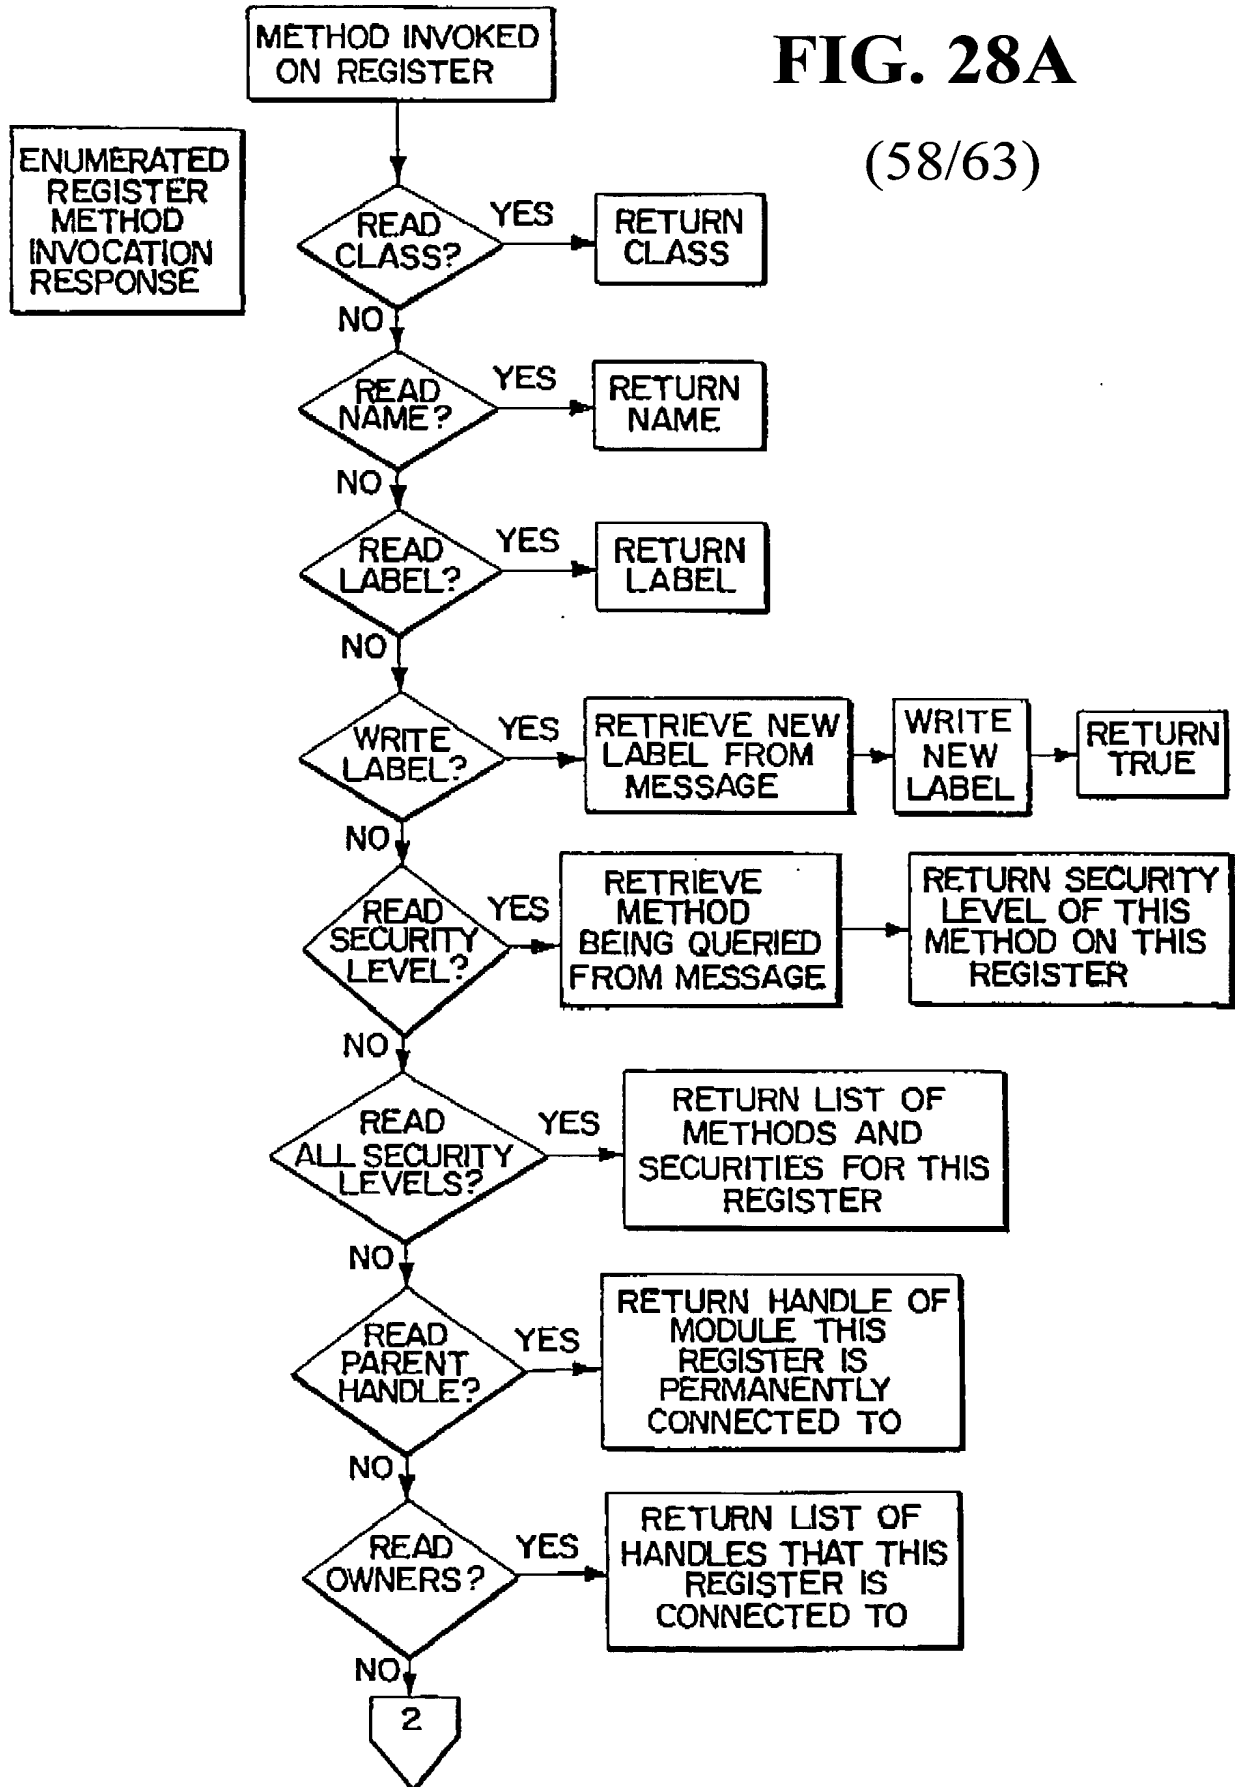 FIG. 28A
(58/63)
METHOD INVOKED
ON REGISTER
ENUMERATED
REGISTER
METHOD
INVOCATION
RESPONSE
READ
CLASS?
YES
RETURN
CLASS
NO
READ
NAME?
YES
RETURN
NAME
NO
READ
LABEL?
YES
RETURN
LABEL
NO
WRITE
LABEL?
YES
RETRIEVE NEW
LABEL FROM
MESSAGE
WRITE
NEW
LABEL
RETURN
TRUE
NO
READ
SECURITY
LEVEL?
YES
RETRIEVE
METHOD
BEING QUERIED
FROM MESSAGE
RETURN SECURITY
LEVEL OF THIS
METHOD ON THIS
REGISTER
NO
READ
ALL SECURITY
LEVELS?
YES
RETURN LIST OF
METHODS AND
SECURITIES FOR THIS
REGISTER
NO
READ
PARENT
HANDLE?
YES
RETURN HANDLE OF
MODULE THIS
REGISTER IS
PERMANENTLY
CONNECTED TO
NO
READ
OWNERS?
YES
RETURN LIST OF
HANDLES THAT THIS
REGISTER IS
CONNECTED TO
NO
2